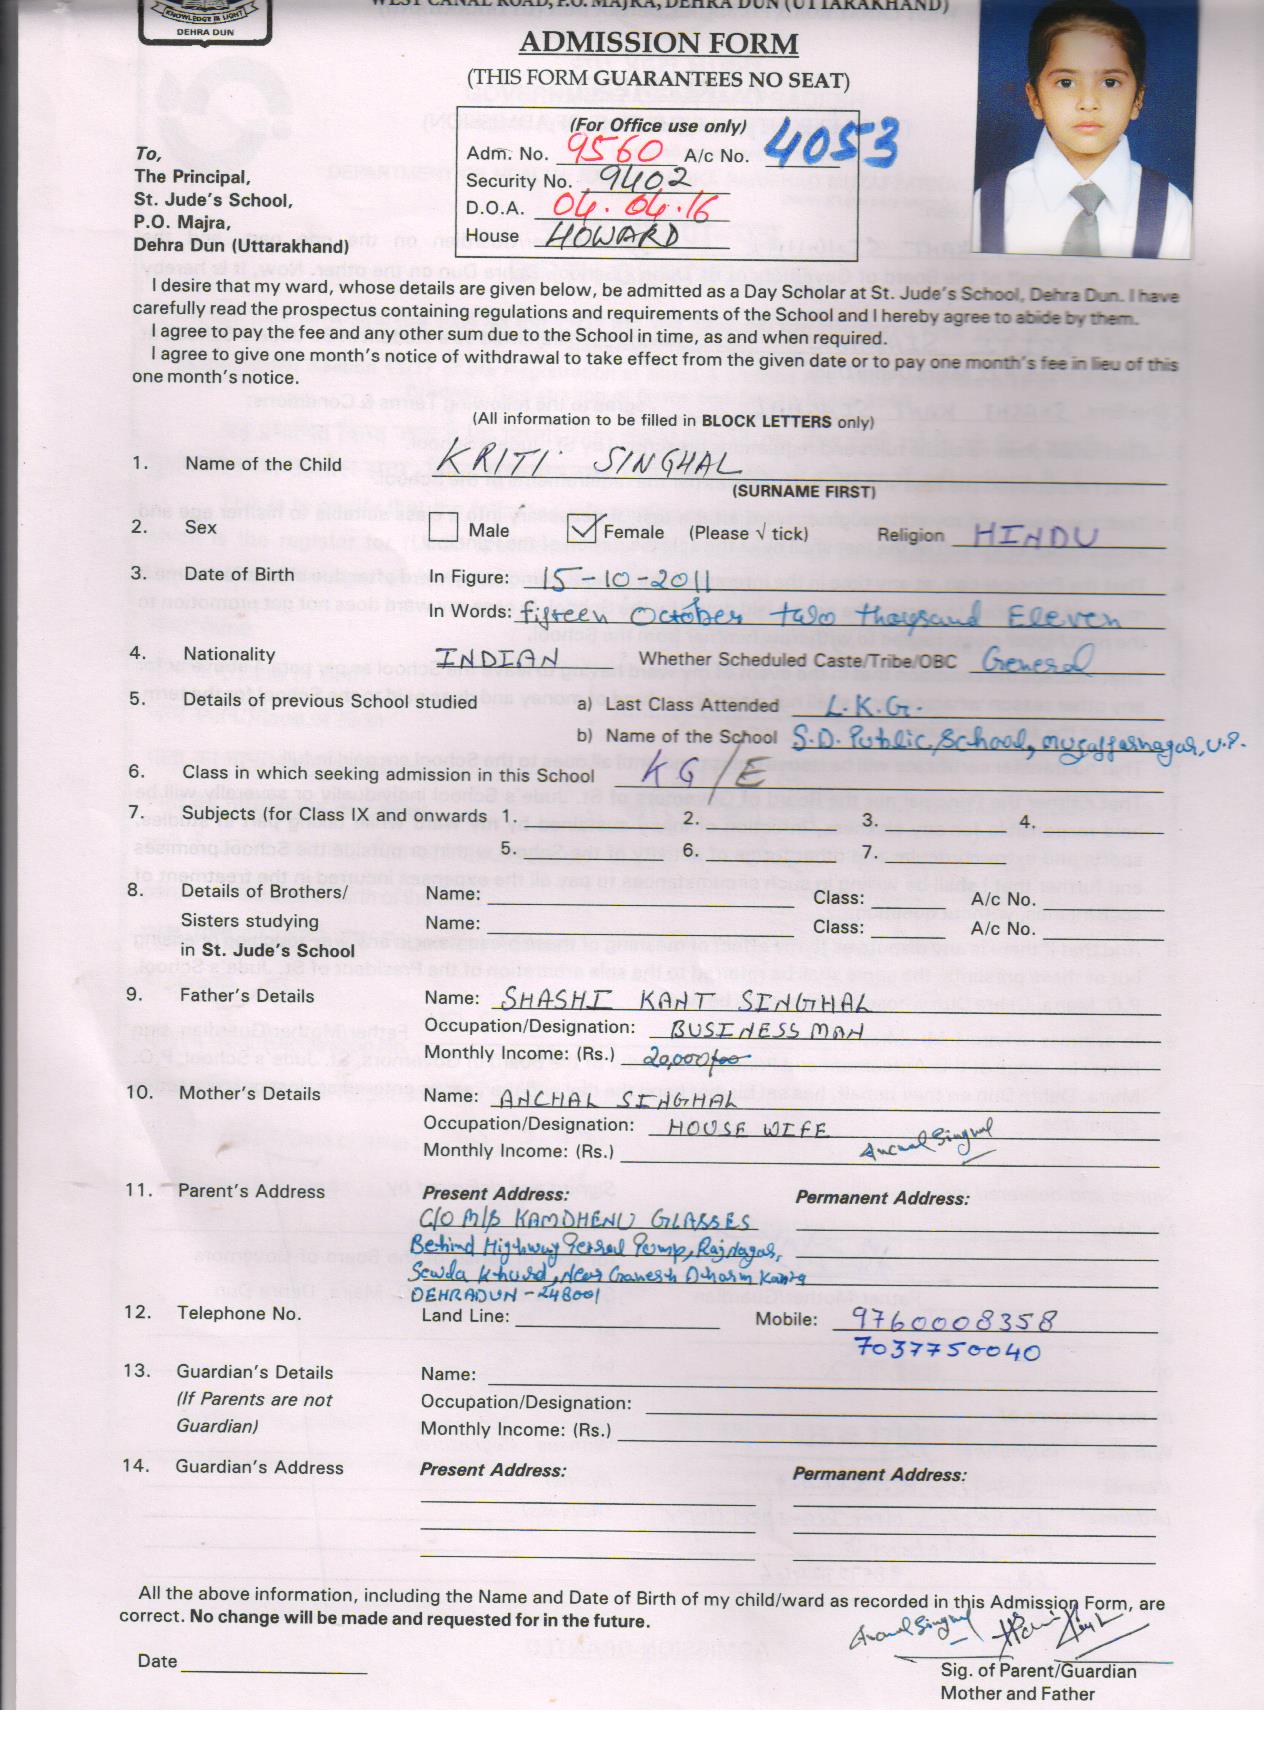 KNOWLEDGE IS LIGHT
DEHRA DUN
WEST CANAL ROAD, P.O. MAJRA, DEHRA DUN (UTTARAKHAND)
ADMISSION FORM
(THIS FORM GUARANTEES NO SEAT)
(For Office use only)
Adm. No. 9560 A/c No. 4053
Security No. 9402
D.O.A. 04.04.16
House HOWARD
To,
The Principal,
St. Jude's School,
P.O. Majra,
Dehra Dun (Uttarakhand)
I desire that my ward, whose details are given below, be admitted as a Day Scholar at St. Jude's School, Dehra Dun. I have
carefully read the prospectus containing regulations and requirements of the School and I hereby agree to abide by them.
I agree to pay the fee and any other sum due to the School in time, as and when required.
I agree to give one month's notice of withdrawal to take effect from the given date or to pay one month's fee in lieu of this
one month's notice.
(All information to be filled in BLOCK LETTERS only)
1. Name of the Child KRITI SINGHAL
(SURNAME FIRST)
2. Sex Male Female (Please √ tick) Religion HINDU
3. Date of Birth In Figure: 15-10-2011
In Words: fifteen October two thousand Eleven
4. Nationality INDIAN Whether Scheduled Caste/Tribe/OBC General
5. Details of previous School studied a) Last Class Attended L.K.G.
b) Name of the School S.D. Public School, Muzaffarnagar, U.P.
6. Class in which seeking admission in this School KG/E
7. Subjects (for Class IX and onwards 1. 2. 3. 4.
5. 6. 7.
8. Details of Brothers/ Name: Class: A/c No.
Sisters studying Name: Class: A/c No.
in St. Jude's School
9. Father's Details Name: SHASHI KANT SINGHAL
Occupation/Designation: BUSINESS MAN
Monthly Income: (Rs.) 20,000/00
10. Mother's Details Name: ANCHAL SINGHAL
Occupation/Designation: HOUSE WIFE
Monthly Income: (Rs.) Anchal Singhal
11. Parent's Address Present Address: Permanent Address:
C/O M/S KAMDHENU GLASSES
Behind Highway Petrol Pump, Rajnagar,
Sewla Khurd, Near Ganesh Dharm Kanta
DEHRADUN - 248001
12. Telephone No. Land Line: Mobile: 9760008358
7037750040
13. Guardian's Details Name:
(If Parents are not Occupation/Designation:
Guardian) Monthly Income: (Rs.)
14. Guardian's Address Present Address: Permanent Address:
All the above information, including the Name and Date of Birth of my child/ward as recorded in this Admission Form, are
correct. No change will be made and requested for in the future.
Anchal Singhal
Date
Sig. of Parent/Guardian
Mother and Father